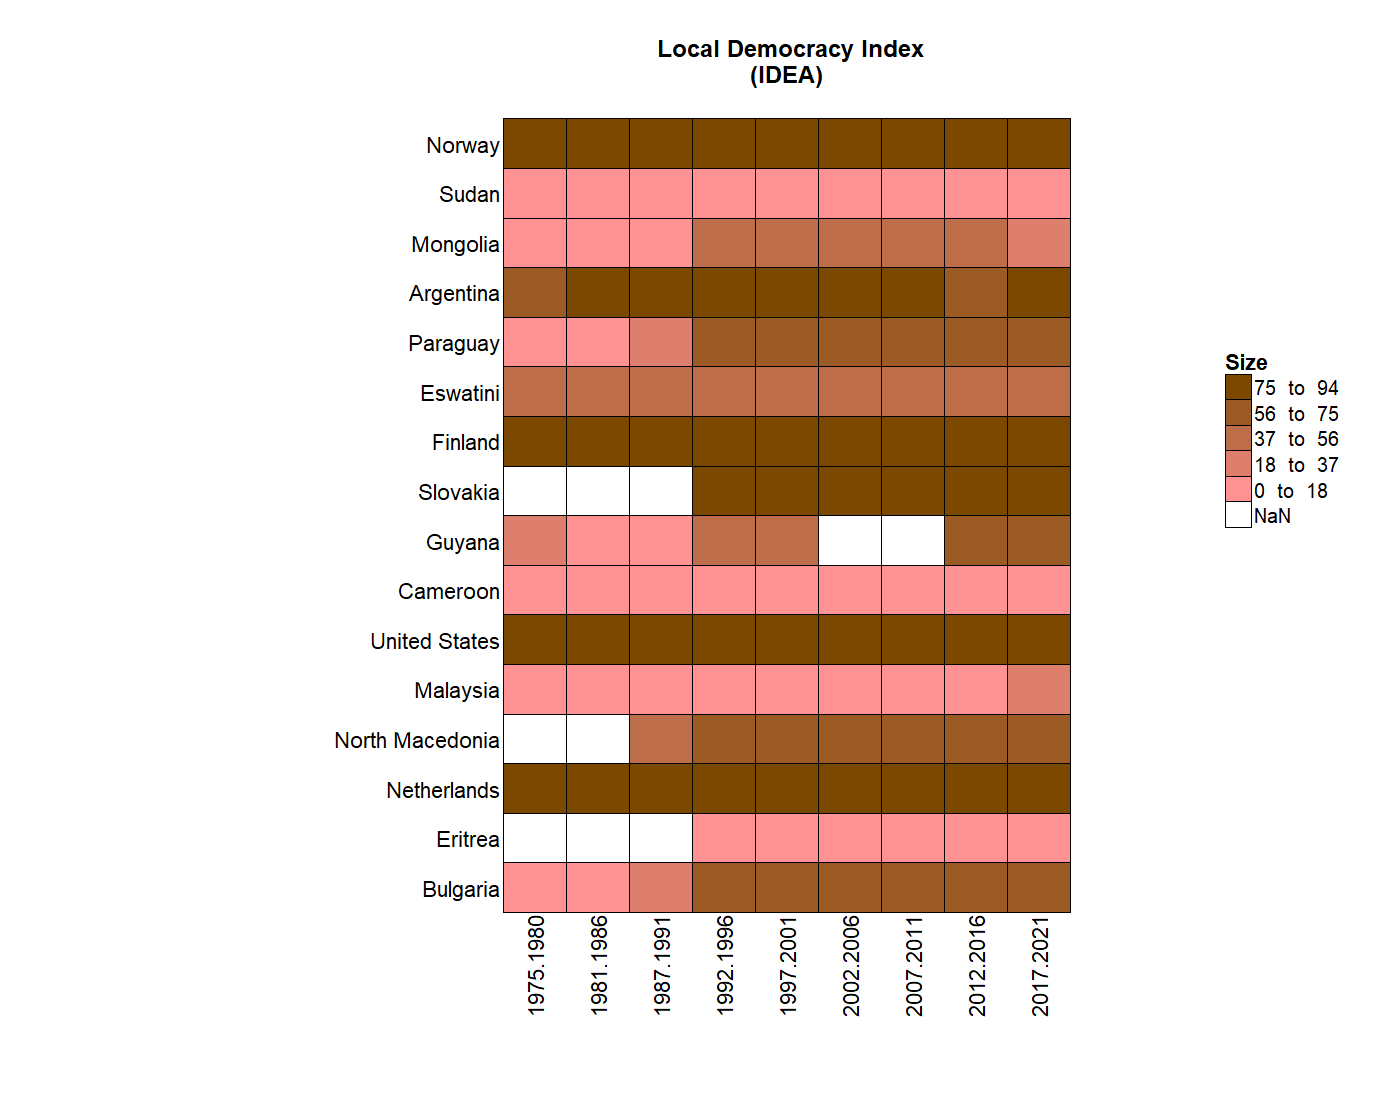 Local Democracy Index
(IDEA)
Norway
Sudan
Mongolia
Argentina
Paraguay
Eswatini
Finland
Slovakia
Guyana
Cameroon
United States
Malaysia
North Macedonia
Netherlands
Eritrea
Bulgaria
1975.1980
1981.1986
1987.1991
1992.1996
1997.2001
2002.2006
2007.2011
2012.2016
2017.2021
Size
75 to 94
56 to 75
37 to 56
18 to 37
0 to 18
NaN